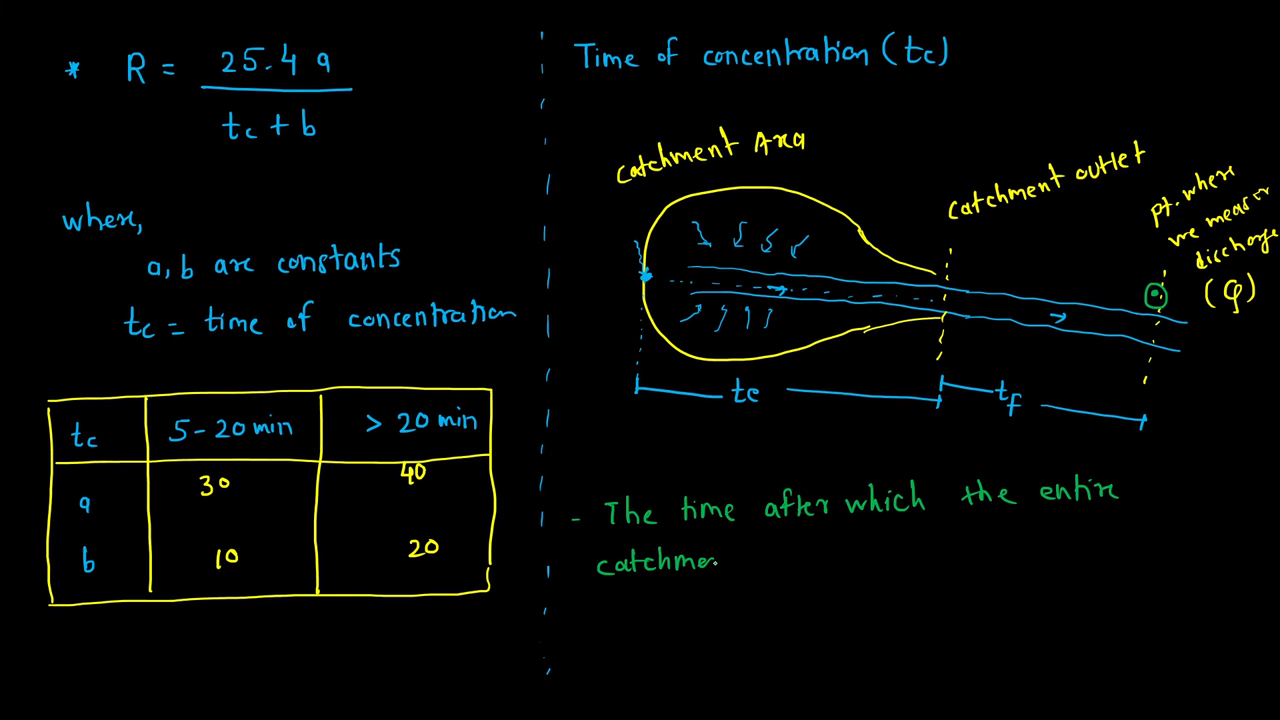 * R = 25.4 a
tc + b
where,
a, b are constants
tc = time of concentration
tc 5-20 min > 20 min
a 30 40
b 10 20
Time of concentration (tc)
Catchment Area
Catchment outlet
pt. where
we measure
discharge
(Q)
tc
tf
- The time after which the entire
catchme